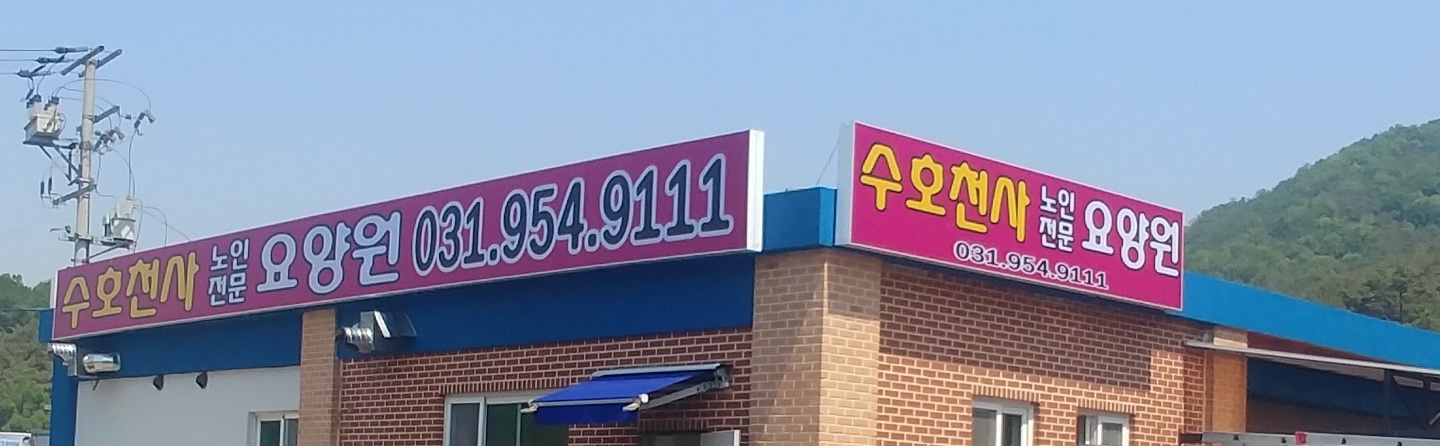 수호천사 노인전문 요양원 031.954.9111
수호천사 노인전문 요양원
031.954.9111